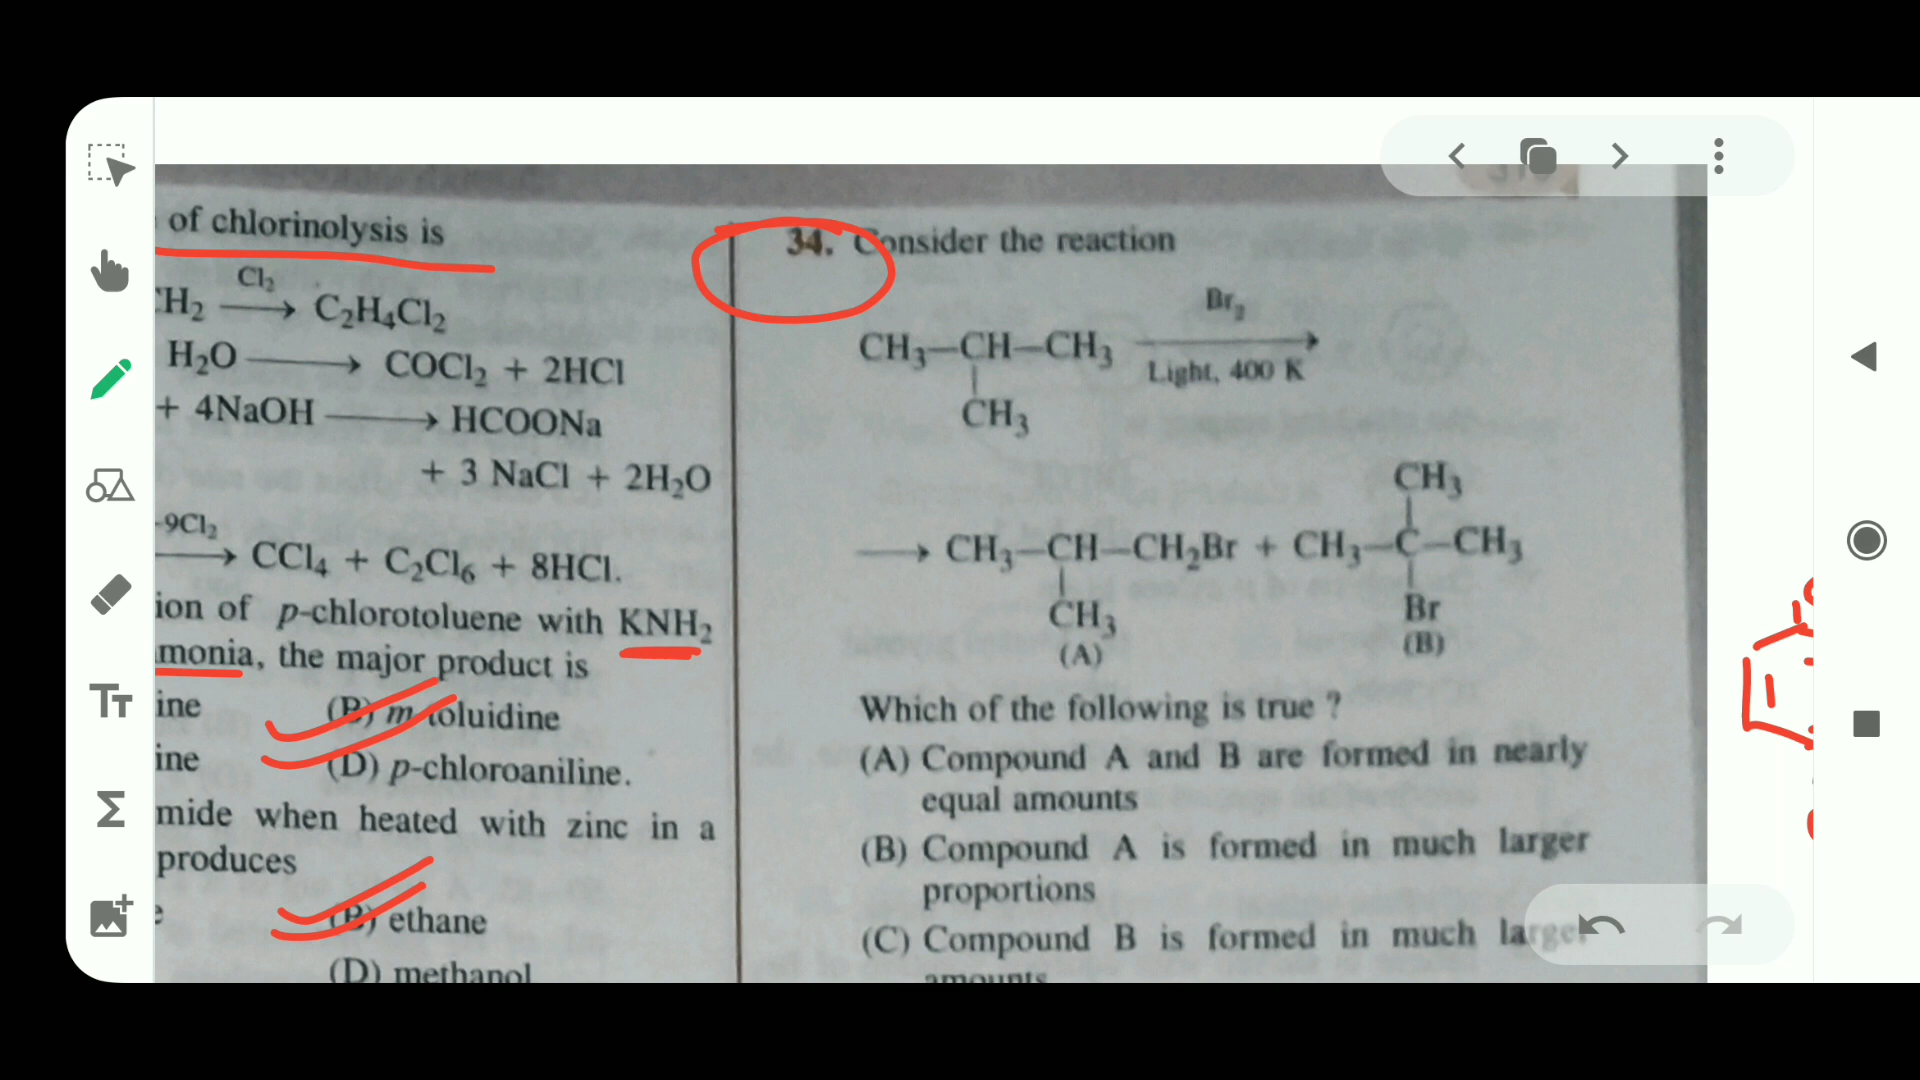 of chlorinolysis is
Cl₂
CH₂ ⟶ C₂H₄Cl₂
H₂O ⟶ COCl₂ + 2HCl
+ 4NaOH ⟶ HCOONa
+ 3 NaCl + 2H₂O
-9Cl₂
⟶ CCl₄ + C₂Cl₆ + 8HCl.
ion of p-chlorotoluene with KNH₂
monia, the major product is
ine (B) m-toluidine
ine (D) p-chloroaniline.
mide when heated with zinc in a
produces
e (B) ethane
(D) methanol
34. Consider the reaction
Br₂
CH₃—CH—CH₃ ⟶
Light, 400 K
CH₃
CH₃
⟶ CH₃—CH—CH₂Br + CH₃—C—CH₃
CH₃ Br
(A) (B)
Which of the following is true ?
(A) Compound A and B are formed in nearly
equal amounts
(B) Compound A is formed in much larger
proportions
(C) Compound B is formed in much larger
amounts
Tт
Σ